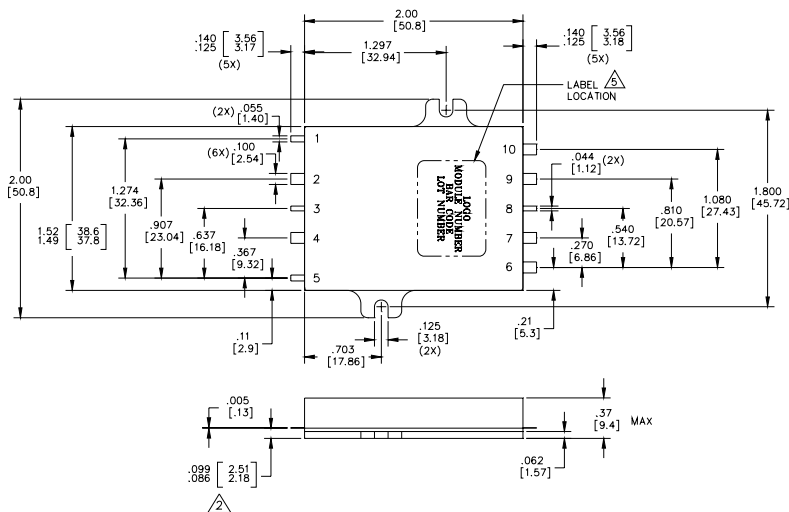 2.00
[50.8]
.140 [ 3.56
.125 3.17 ]
(5X)
1.297
[32.94]
.140 [ 3.56
.125 3.18 ]
(5X)
LABEL 5
LOCATION
(2X) .055
[1.40]
(6X) .100
[2.54]
2.00
[50.8]
1.52 [ 38.6
1.49 37.8 ]
1.274
[32.36]
.907
[23.04]
.637
[16.18]
.367
[9.32]
.11
[2.9]
1
2
3
4
5
LOGO
MODULE NUMBER
BAR CODE
LOT NUMBER
10
9
8
7
6
.044 (2X)
[1.12]
.270
[6.86]
.540
[13.72]
.810
[20.57]
1.080
[27.43]
1.800
[45.72]
.703
[17.86]
.125
[3.18]
(2X)
.21
[5.3]
.005
[.13]
.099 [ 2.51
.086 2.18 ]
2
.37 MAX
[9.4]
.062
[1.57]